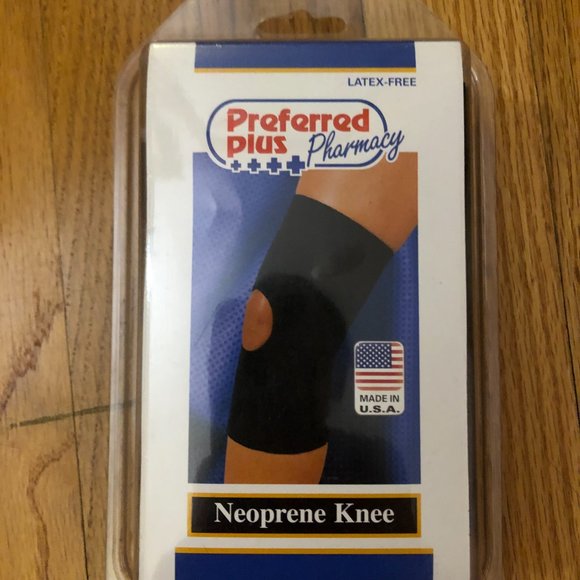 LATEX-FREE
Preferred
Plus Pharmacy
MADE IN
U.S.A.
Neoprene Knee